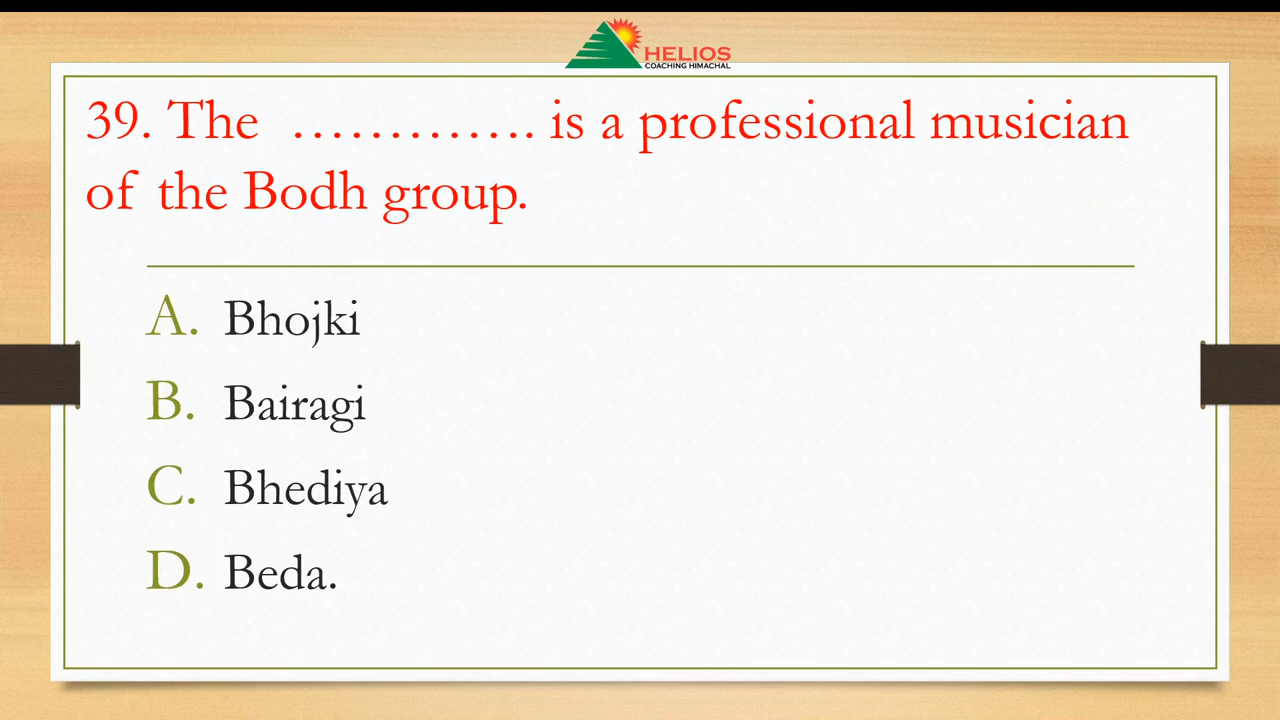 HELIOS
COACHING HIMACHAL
39. The …………. is a professional musician
of the Bodh group.
A. Bhojki
B. Bairagi
C. Bhediya
D. Beda.